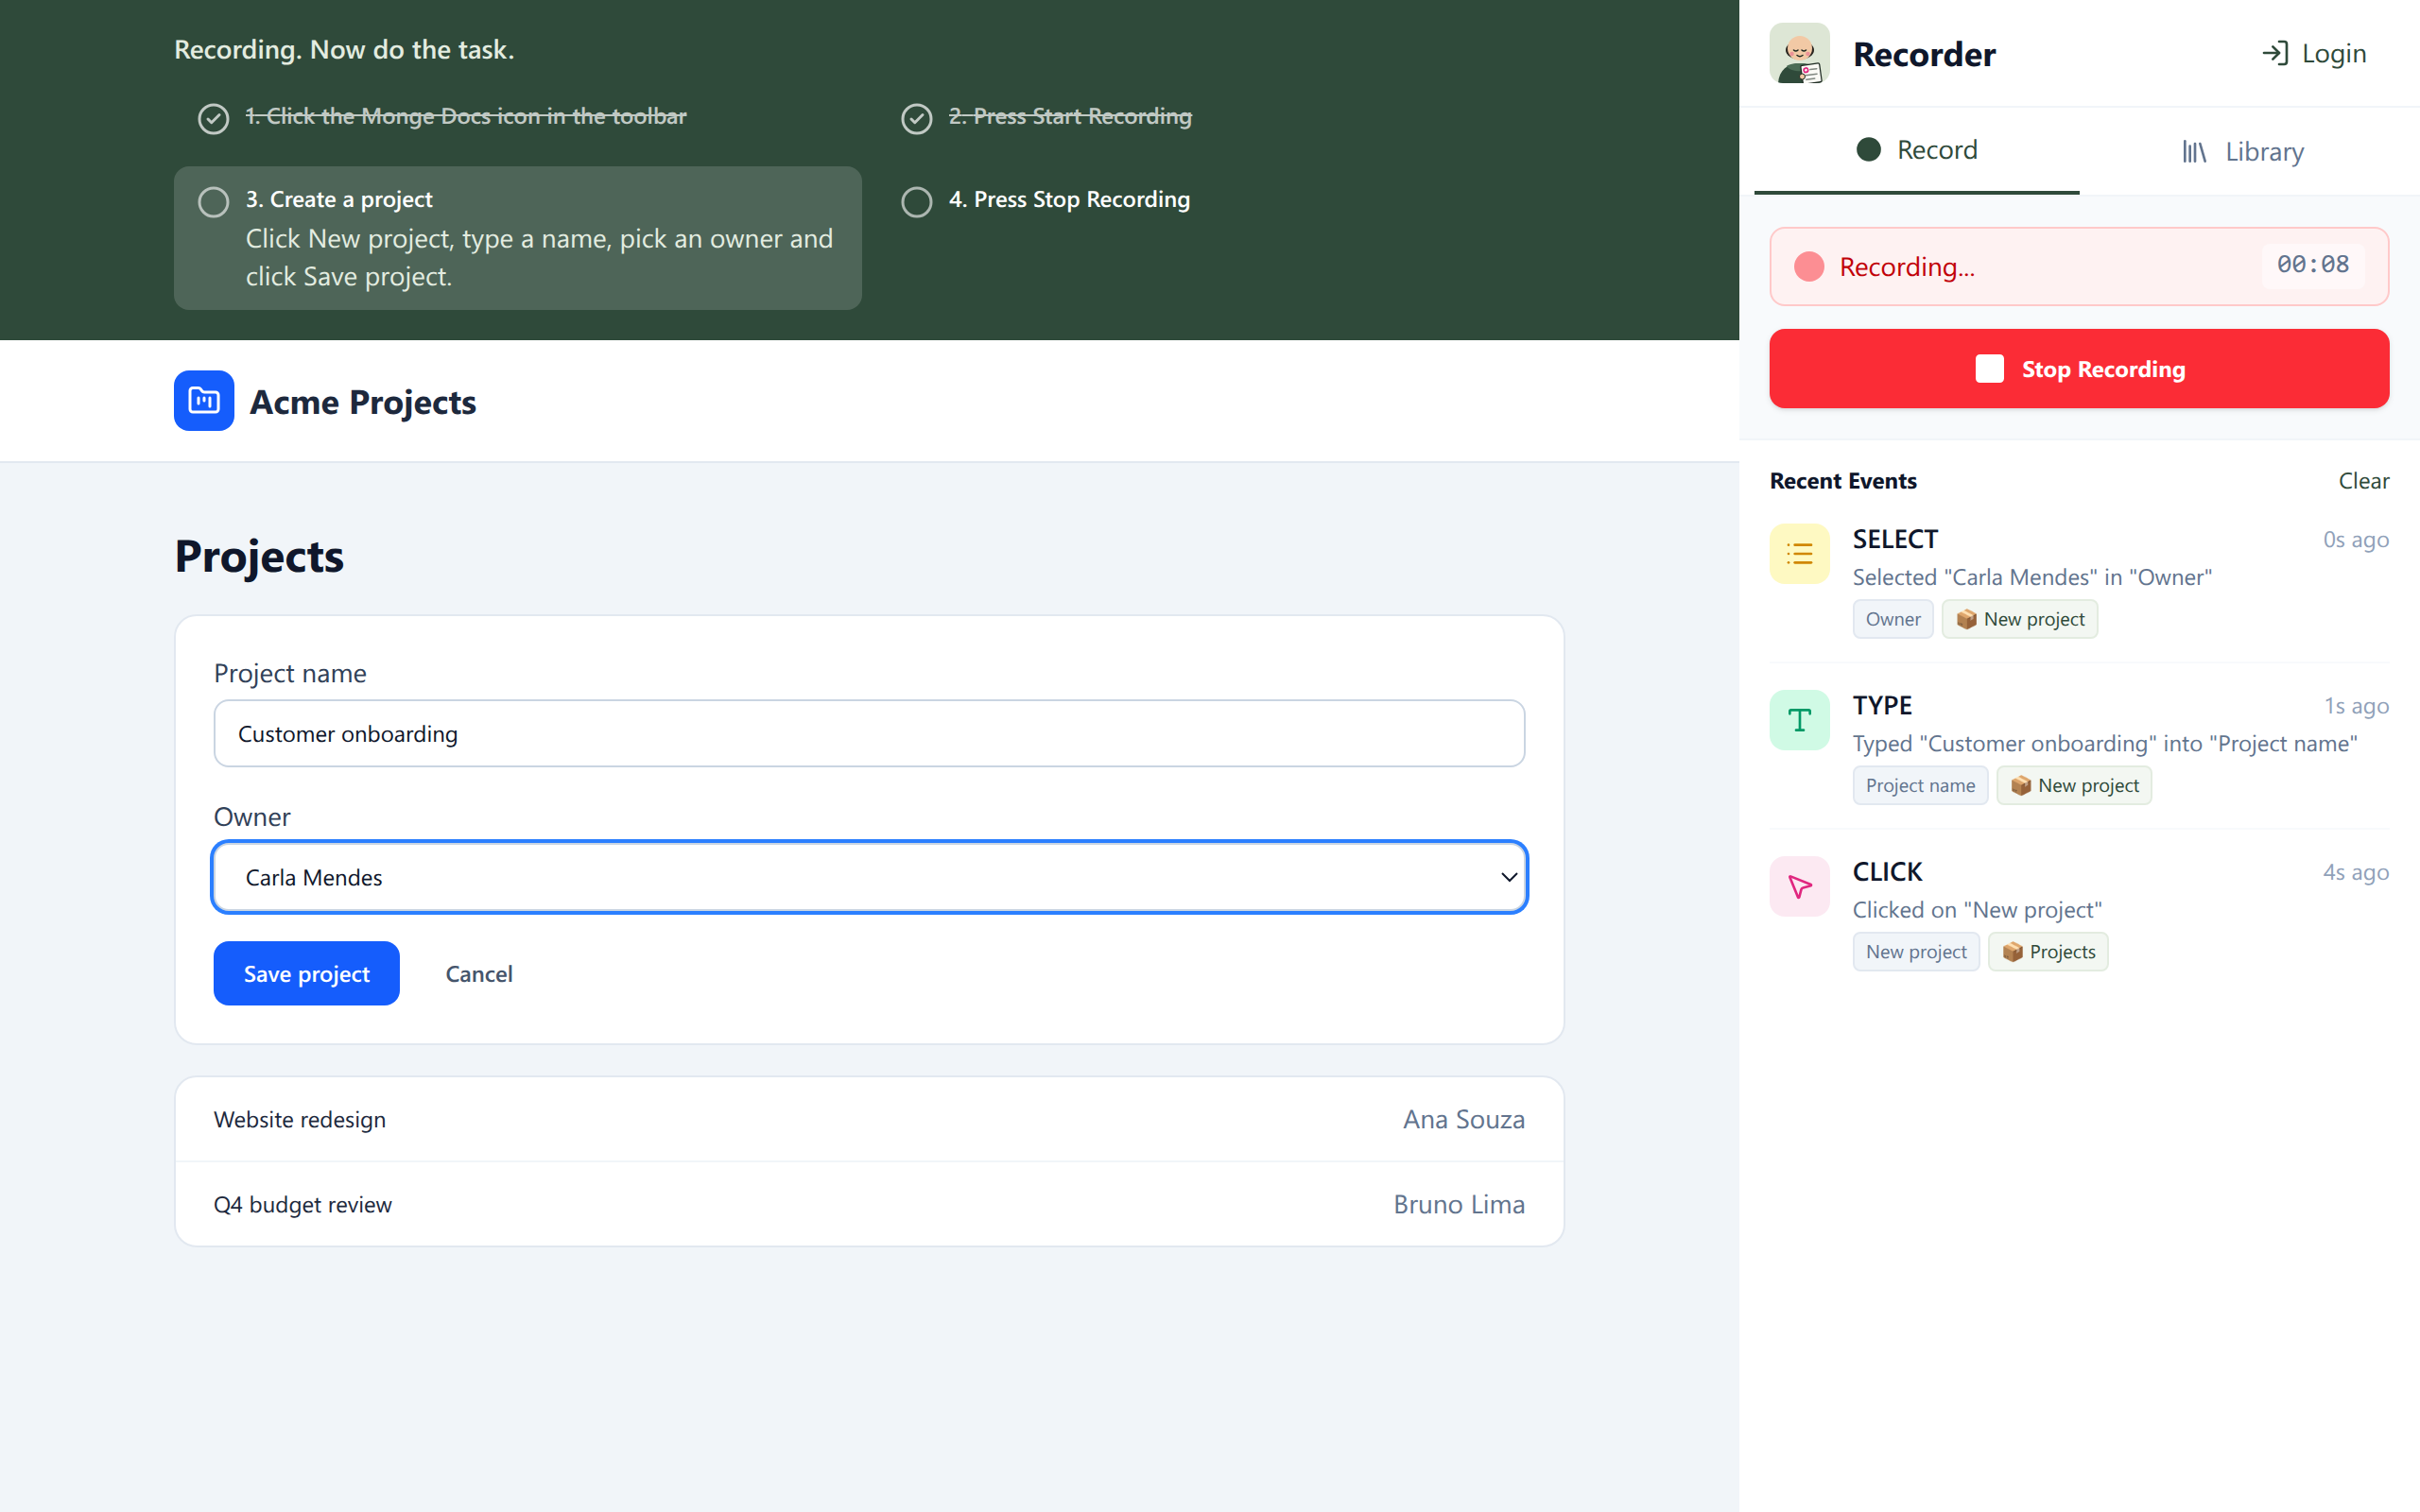 Recording. Now do the task.
1. Click the Monge Docs icon in the toolbar
2. Press Start Recording
3. Create a project
Click New project, type a name, pick an owner and
click Save project.
4. Press Stop Recording
Acme Projects
Projects
Project name
Customer onboarding
Owner
Carla Mendes
Save project
Cancel
Website redesign
Ana Souza
Q4 budget review
Bruno Lima
Recorder
Login
Record
Library
Recording...
00:08
Stop Recording
Recent Events
Clear
SELECT
0s ago
Selected "Carla Mendes" in "Owner"
Owner
New project
TYPE
1s ago
Typed "Customer onboarding" into "Project name"
Project name
New project
CLICK
4s ago
Clicked on "New project"
New project
Projects